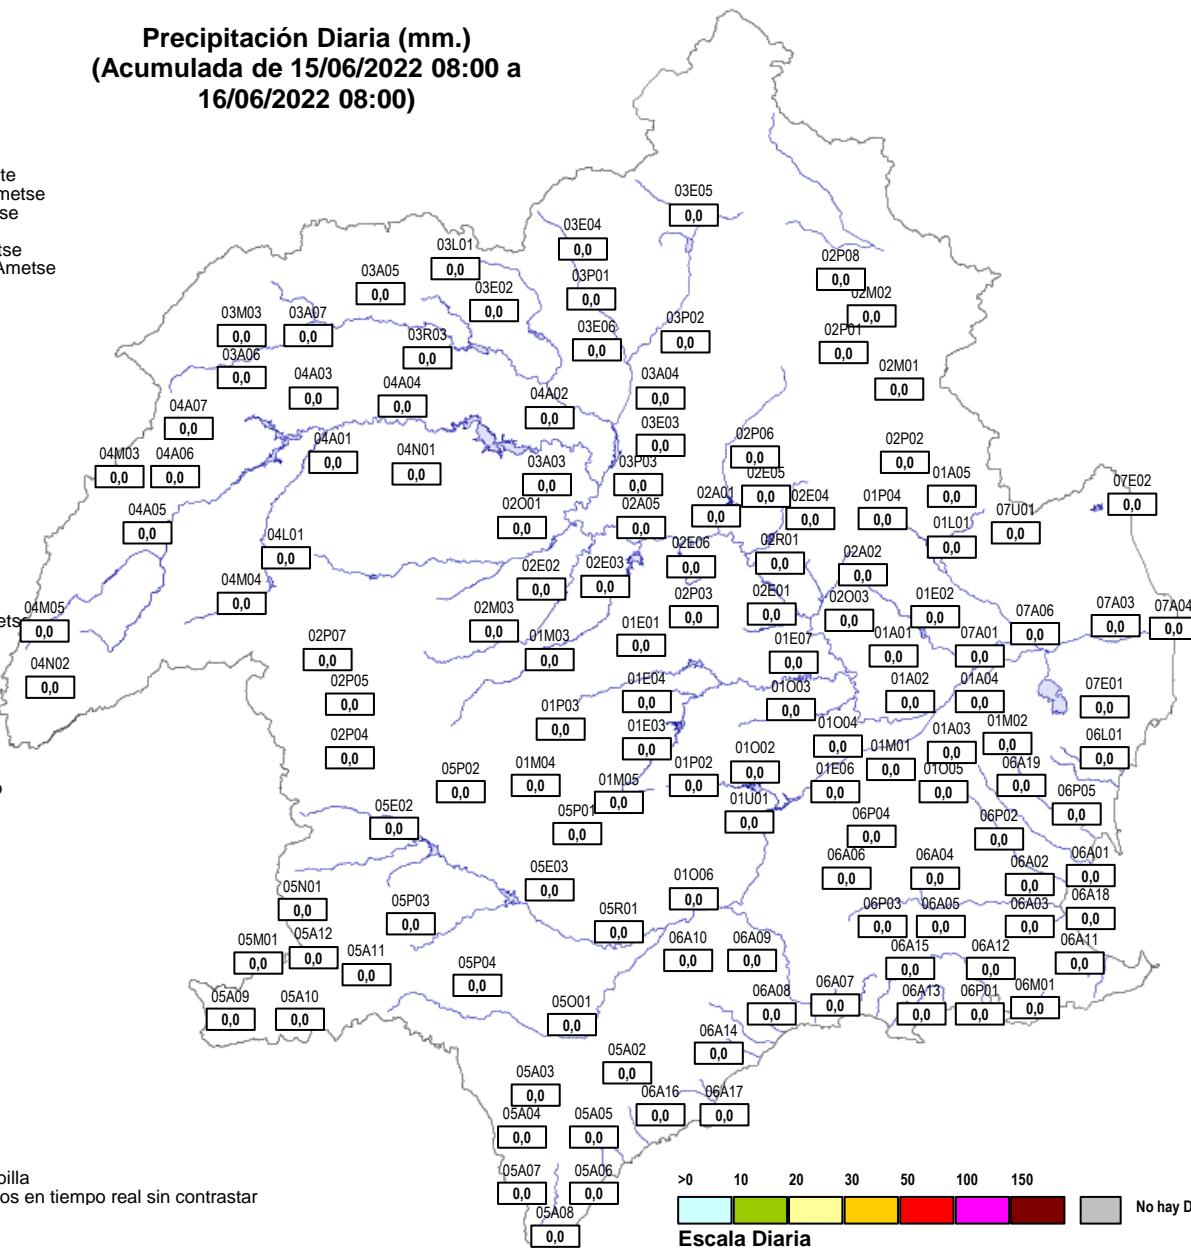 Precipitación Diaria (mm.)
(Acumulada de 15/06/2022 08:00 a
16/06/2022 08:00)
te
metse
se
tse
Ametse
03E05
0,0
03E04
0,0
03L01
0,0
02P08
0,0
03A05
0,0
03P01
0,0
03E02
0,0
02M02
0,0
03M03
0,0
03A07
0,0
03P02
0,0
03E06
0,0
02P01
0,0
03R03
0,0
03A06
0,0
02M01
0,0
04A03
0,0
03A04
0,0
04A04
0,0
04A02
0,0
04A07
0,0
03E03
0,0
02P06
0,0
04A01
0,0
02P02
0,0
04N01
0,0
04M03
0,0
04A06
0,0
03A03
0,0
03P03
0,0
02E05
0,0
01A05
0,0
07E02
0,0
02A01
0,0
02E04
0,0
01P04
0,0
02O01
0,0
02A05
0,0
04A05
0,0
07U01
0,0
01L01
0,0
04L01
0,0
02R01
0,0
02E06
0,0
02A02
0,0
02E03
0,0
02E02
0,0
04M04
0,0
02P03
0,0
02E01
0,0
02O03
0,0
01E02
0,0
ets
04M05
0,0
02M03
0,0
07A06
0,0
07A03
0,0
07A04
0,0
01E01
0,0
01M03
0,0
02P07
0,0
01E07
0,0
01A01
0,0
07A01
0,0
04N02
0,0
02P05
0,0
01E04
0,0
01O03
0,0
01A02
0,0
01A04
0,0
07E01
0,0
01P03
0,0
01E03
0,0
01O04
0,0
01A03
0,0
01M02
0,0
06L01
0,0
02P04
0,0
01M01
0,0
01O02
0,0
05P02
0,0
01M04
0,0
01M05
0,0
01P02
0,0
01E06
0,0
01O05
0,0
06A19
0,0
05E02
0,0
05P01
0,0
01U01
0,0
06P04
0,0
06P02
0,0
06P05
0,0
05E03
0,0
01O06
0,0
06A06
0,0
06A04
0,0
06A02
0,0
06A01
0,0
05N01
0,0
05P03
0,0
05R01
0,0
06P03
0,0
06A05
0,0
06A03
0,0
06A18
0,0
05M01
0,0
05A12
0,0
05A11
0,0
06A10
0,0
06A09
0,0
06A15
0,0
06A12
0,0
06A11
0,0
05P04
0,0
05A09
0,0
05A10
0,0
05O01
0,0
06A08
0,0
06A07
0,0
06A13
0,0
06P01
0,0
06M01
0,0
06A14
0,0
05A02
0,0
05A03
0,0
06A16
0,0
06A17
0,0
05A04
0,0
05A05
0,0
05A07
0,0
05A06
0,0
05A08
0,0
oilla
os en tiempo real sin contrastar
>0 10 20 30 50 100 150
No hay D
Escala Diaria